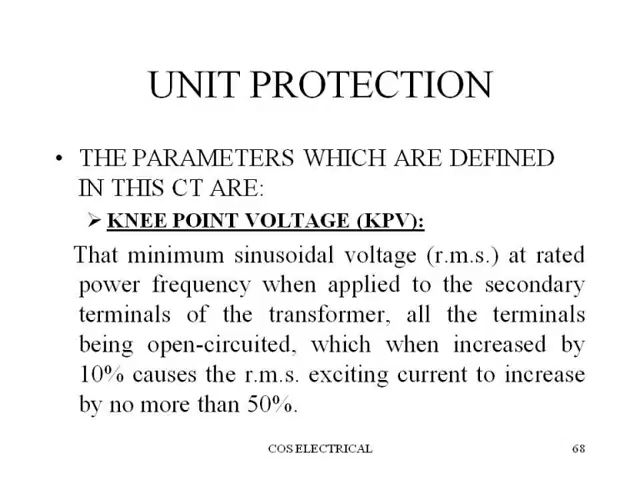 UNIT PROTECTION
• THE PARAMETERS WHICH ARE DEFINED
IN THIS CT ARE:
➢ KNEE POINT VOLTAGE (KPV):
That minimum sinusoidal voltage (r.m.s.) at rated
power frequency when applied to the secondary
terminals of the transformer, all the terminals
being open-circuited, which when increased by
10% causes the r.m.s. exciting current to increase
by no more than 50%.
COS ELECTRICAL
68